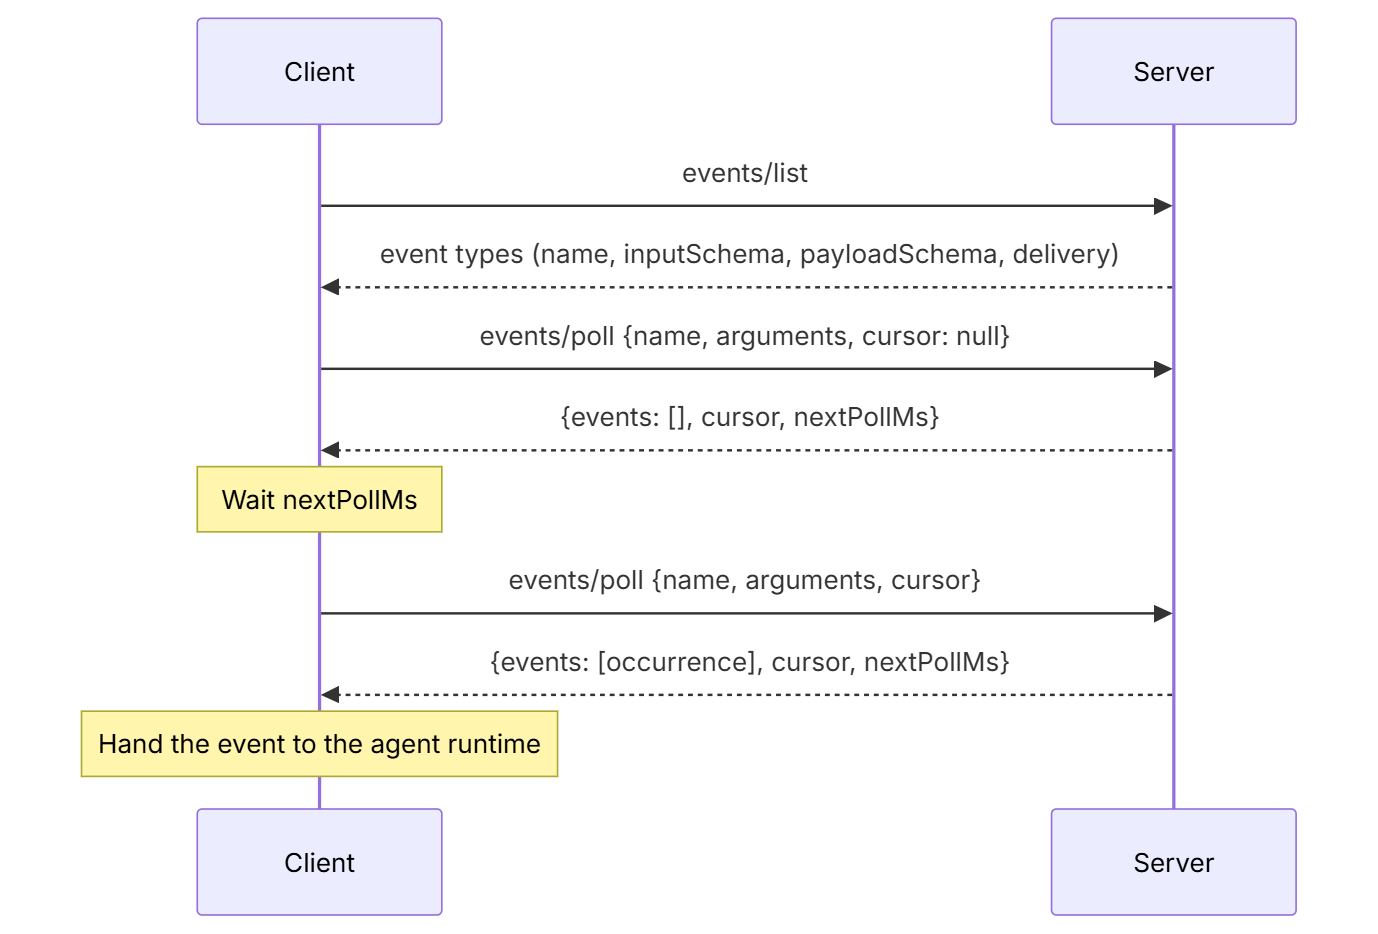 Client
Server
events/list
event types (name, inputSchema, payloadSchema, delivery)
events/poll {name, arguments, cursor: null}
{events: [], cursor, nextPollMs}
Wait nextPollMs
events/poll {name, arguments, cursor}
{events: [occurrence], cursor, nextPollMs}
Hand the event to the agent runtime
Client
Server